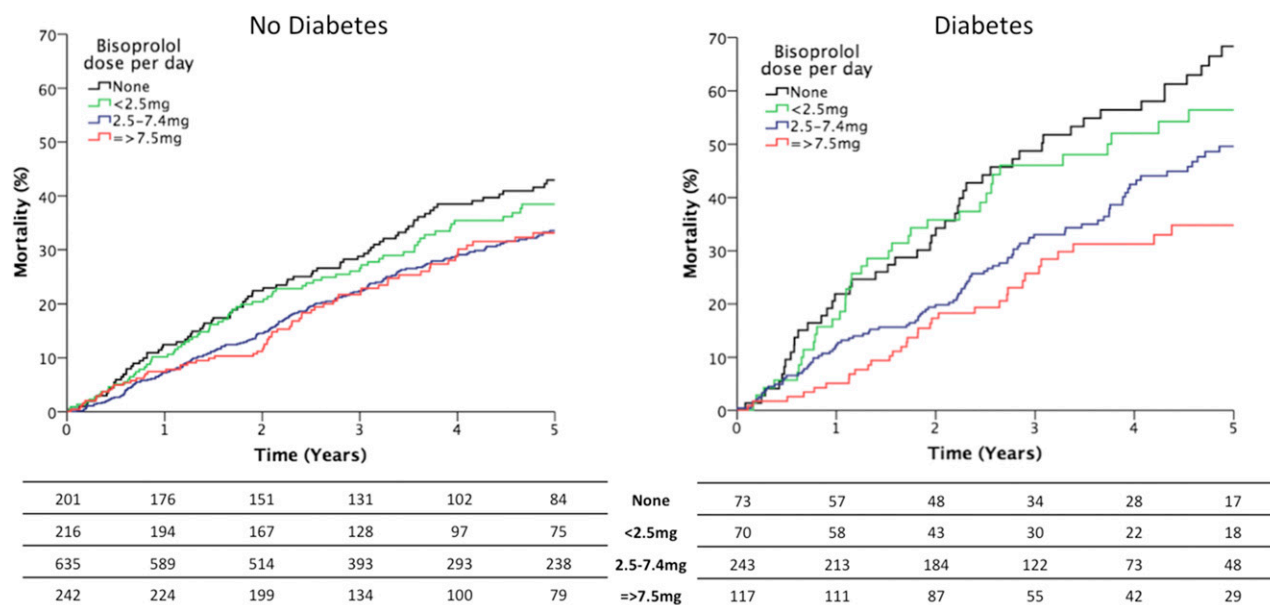 No Diabetes
70
60
50
40
30
20
10
0
Mortality (%)
Bisoprolol
dose per day
None
<2.5mg
2.5-7.4mg
=>7.5mg
0 1 2 3 4 5
Time (Years)
Diabetes
70
60
50
40
30
20
10
0
Mortality (%)
Bisoprolol
dose per day
None
<2.5mg
2.5-7.4mg
=>7.5mg
0 1 2 3 4 5
Time (Years)
201 176 151 131 102 84 None 73 57 48 34 28 17
216 194 167 128 97 75 <2.5mg 70 58 43 30 22 18
635 589 514 393 293 238 2.5-7.4mg 243 213 184 122 73 48
242 224 199 134 100 79 =>7.5mg 117 111 87 55 42 29